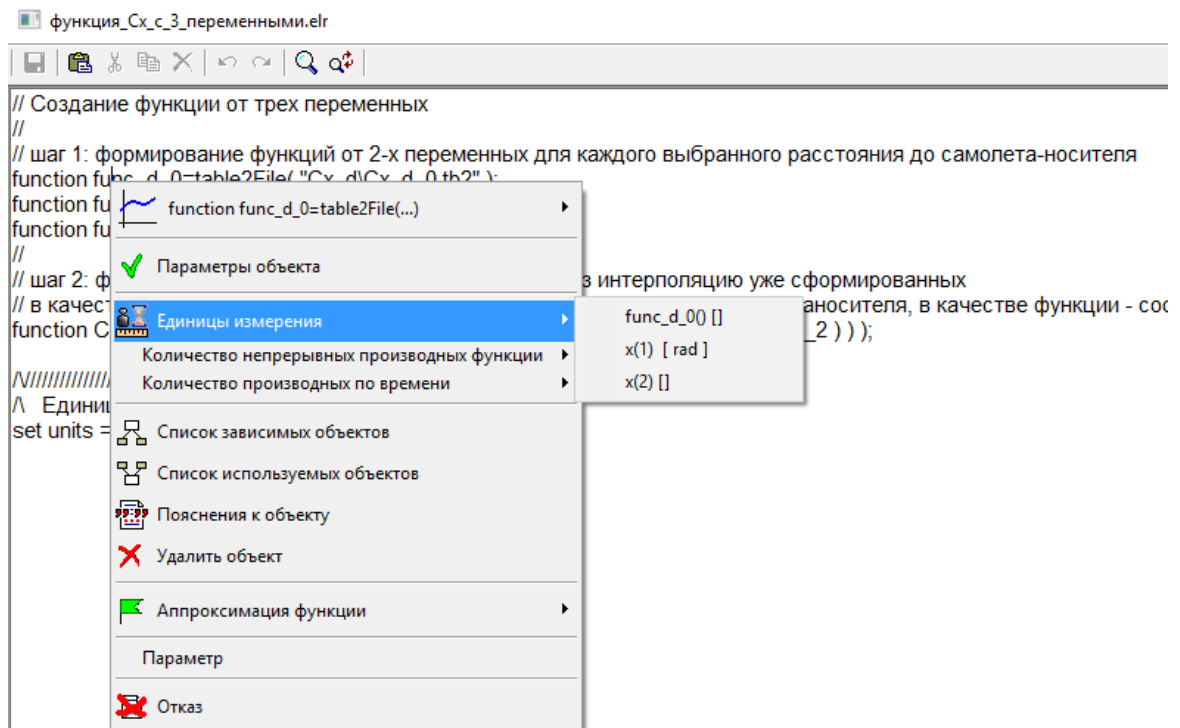 функция_Cx_с_3_переменными.elr
// Создание функции от трех переменных
//
// шаг 1: формирование функций от 2-х переменных для каждого выбранного расстояния до самолета-носителя
function func_d_0=table2File( "Cx_d\Cx_d_0.tb2" );
function fu
function fu
//
// шаг 2: ф з интерполяцию уже сформированных
// в качест аносителя, в качестве функции - сос
function C _2 ) ) );
/\///////////////
/\ Едини
set units =
function func_d_0=table2File(...)
Параметры объекта
Единицы измерения
Количество непрерывных производных функции
Количество производных по времени
Список зависимых объектов
Список используемых объектов
Пояснения к объекту
Удалить объект
Аппроксимация функции
Параметр
Отказ
func_d_0() []
x(1) [ rad ]
x(2) []